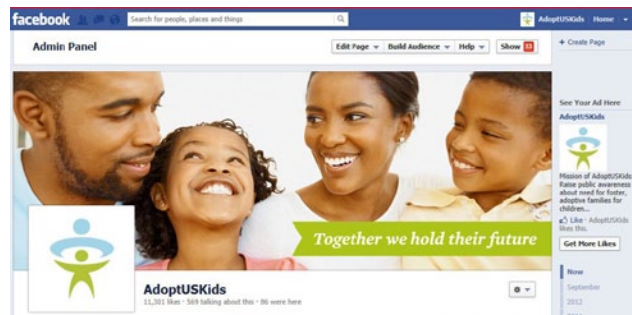 facebook
Search for people, places and things
AdoptUSKids
Home
Admin Panel
Edit Page
Build Audience
Help
Show
+ Create Page
See Your Ad Here
AdoptUSKids
Mission of AdoptUSKids
Raise public awareness
about need for foster,
adoptive families for
children...
Like · AdoptUSKids
likes this.
Get More Likes
Together we hold their future
AdoptUSKids
11,301 likes · 569 talking about this · 86 were here
Now
September
2012